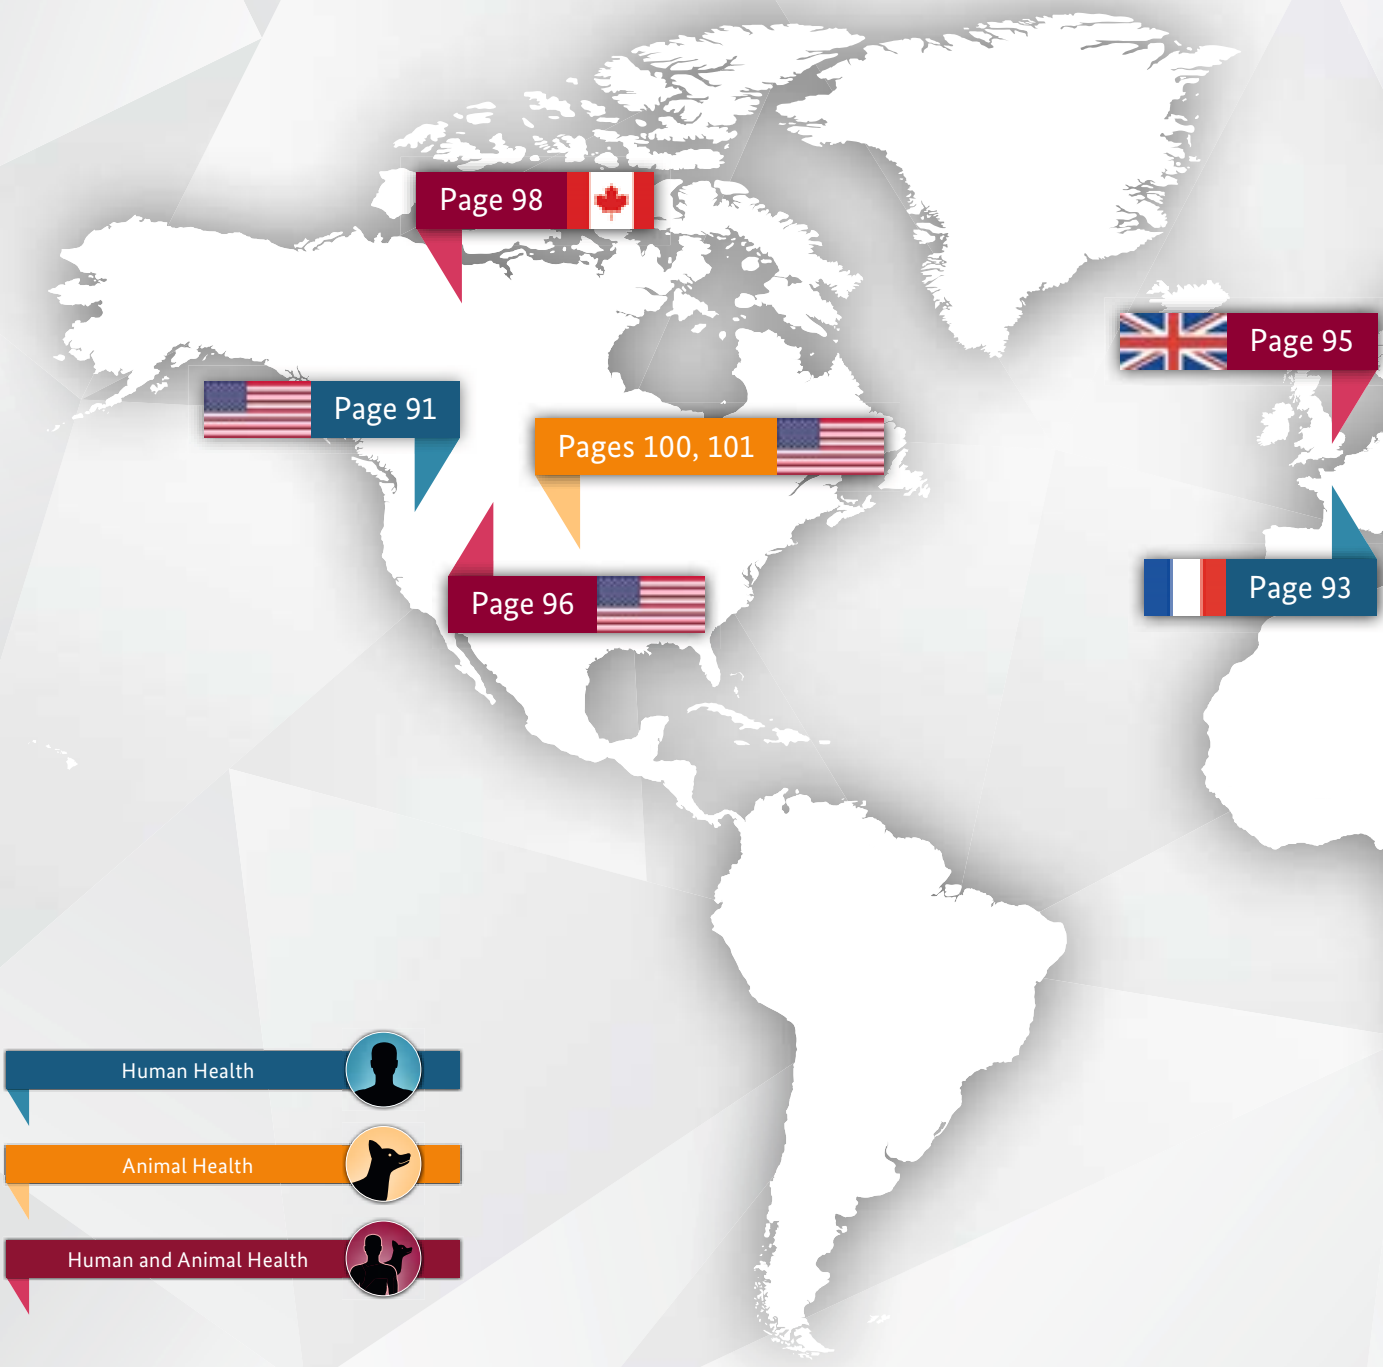 Page 98
Page 95
Page 91
Pages 100, 101
Page 93
Page 96
Human Health
Animal Health
Human and Animal Health